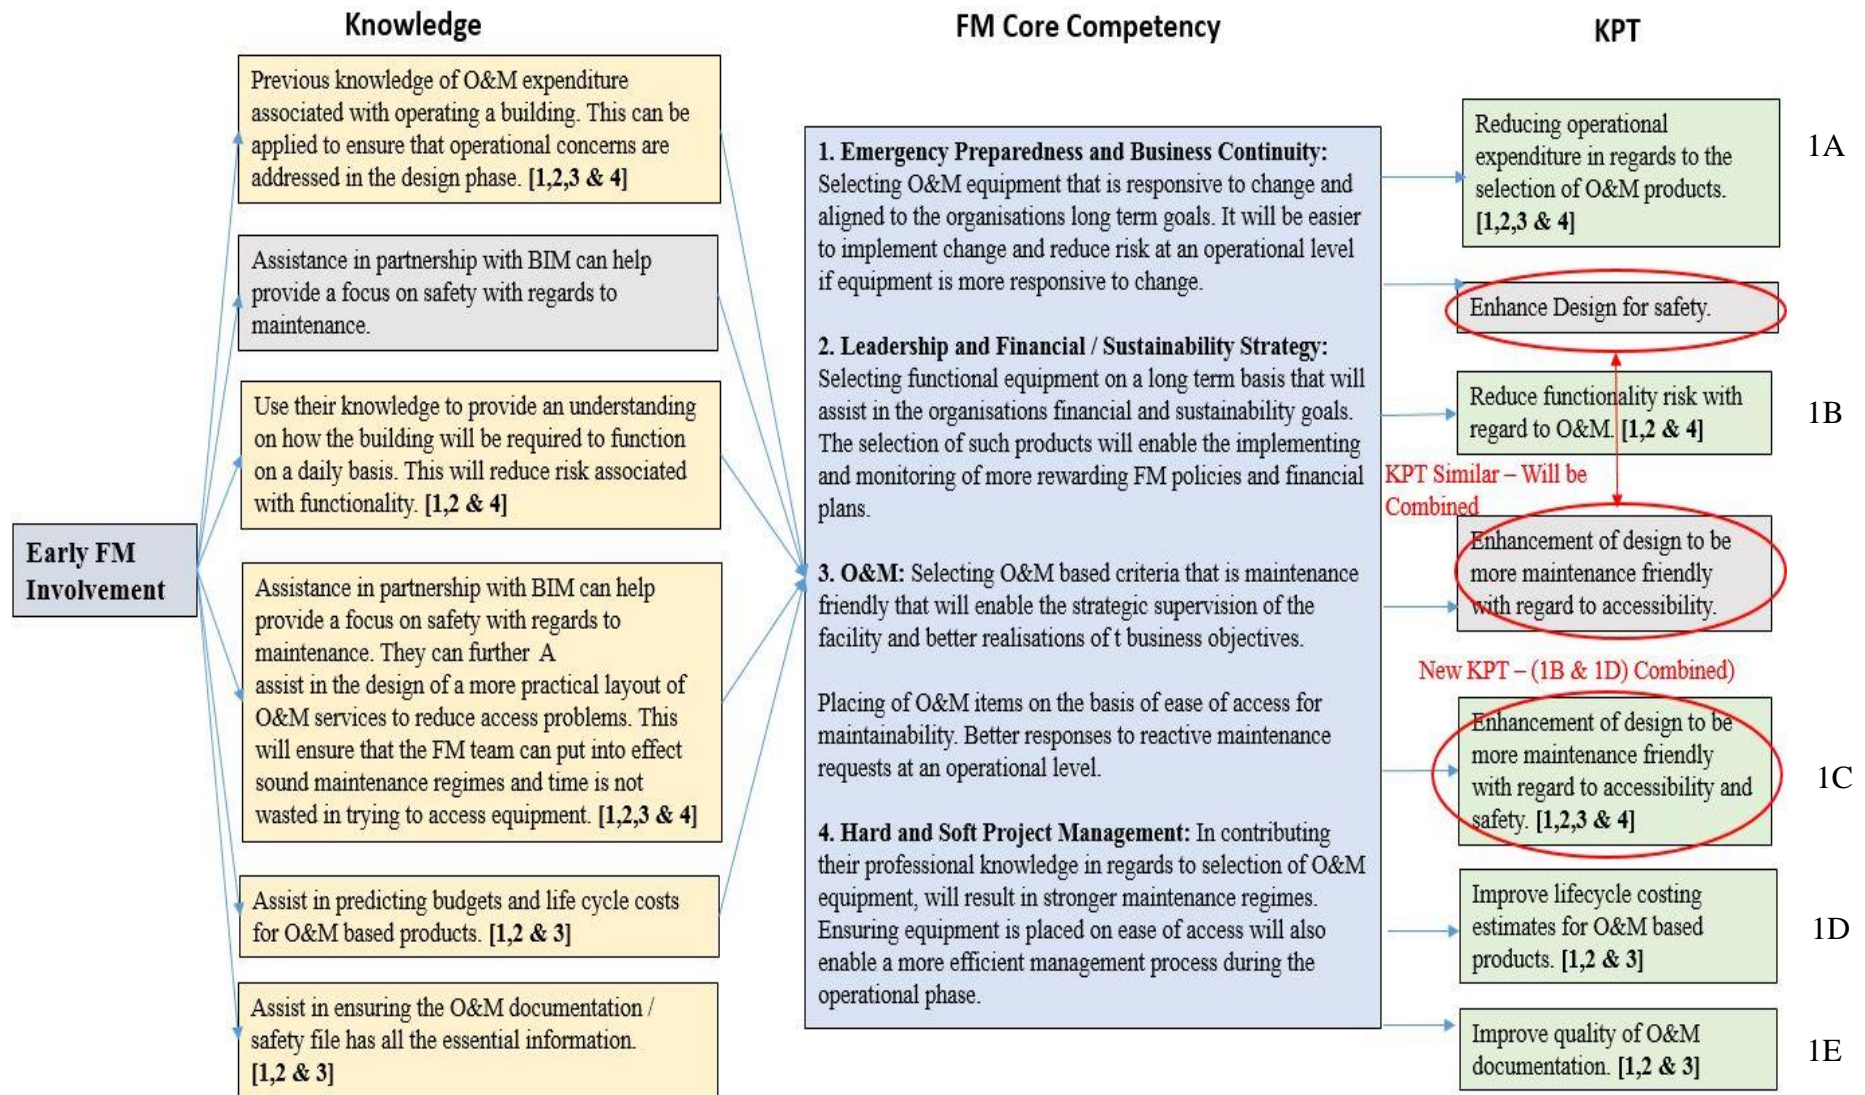 Knowledge
FM Core Competency
KPT
Early FM
Involvement
Previous knowledge of O&M expenditure
associated with operating a building. This can be
applied to ensure that operational concerns are
addressed in the design phase. [1,2,3 & 4]
Assistance in partnership with BIM can help
provide a focus on safety with regards to
maintenance.
Use their knowledge to provide an understanding
on how the building will be required to function
on a daily basis. This will reduce risk associated
with functionality. [1,2 & 4]
Assistance in partnership with BIM can help
provide a focus on safety with regards to
maintenance. They can further  A
assist in the design of a more practical layout of
O&M services to reduce access problems. This
will ensure that the FM team can put into effect
sound maintenance regimes and time is not
wasted in trying to access equipment. [1,2,3 & 4]
Assist in predicting budgets and life cycle costs
for O&M based products. [1,2 & 3]
Assist in ensuring the O&M documentation /
safety file has all the essential information.
[1,2 & 3]
1. Emergency Preparedness and Business Continuity:
Selecting O&M equipment that is responsive to change and
aligned to the organisations long term goals. It will be easier
to implement change and reduce risk at an operational level
if equipment is more responsive to change.
2. Leadership and Financial / Sustainability Strategy:
Selecting functional equipment on a long term basis that will
assist in the organisations financial and sustainability goals.
The selection of such products will enable the implementing
and monitoring of more rewarding FM policies and financial
plans.
3. O&M: Selecting O&M based criteria that is maintenance
friendly that will enable the strategic supervision of the
facility and better realisations of t business objectives.
Placing of O&M items on the basis of ease of access for
maintainability. Better responses to reactive maintenance
requests at an operational level.
4. Hard and Soft Project Management: In contributing
their professional knowledge in regards to selection of O&M
equipment, will result in stronger maintenance regimes.
Ensuring equipment is placed on ease of access will also
enable a more efficient management process during the
operational phase.
Reducing operational
expenditure in regards to the
selection of O&M products.
[1,2,3 & 4]
1A
Enhance Design for safety.
Reduce functionality risk with
regard to O&M. [1,2 & 4]
1B
KPT Similar – Will be
Combined
Enhancement of design to be
more maintenance friendly
with regard to accessibility.
New KPT – (1B & 1D) Combined)
Enhancement of design to be
more maintenance friendly
with regard to accessibility and
safety. [1,2,3 & 4]
1C
Improve lifecycle costing
estimates for O&M based
products. [1,2 & 3]
1D
Improve quality of O&M
documentation. [1,2 & 3]
1E